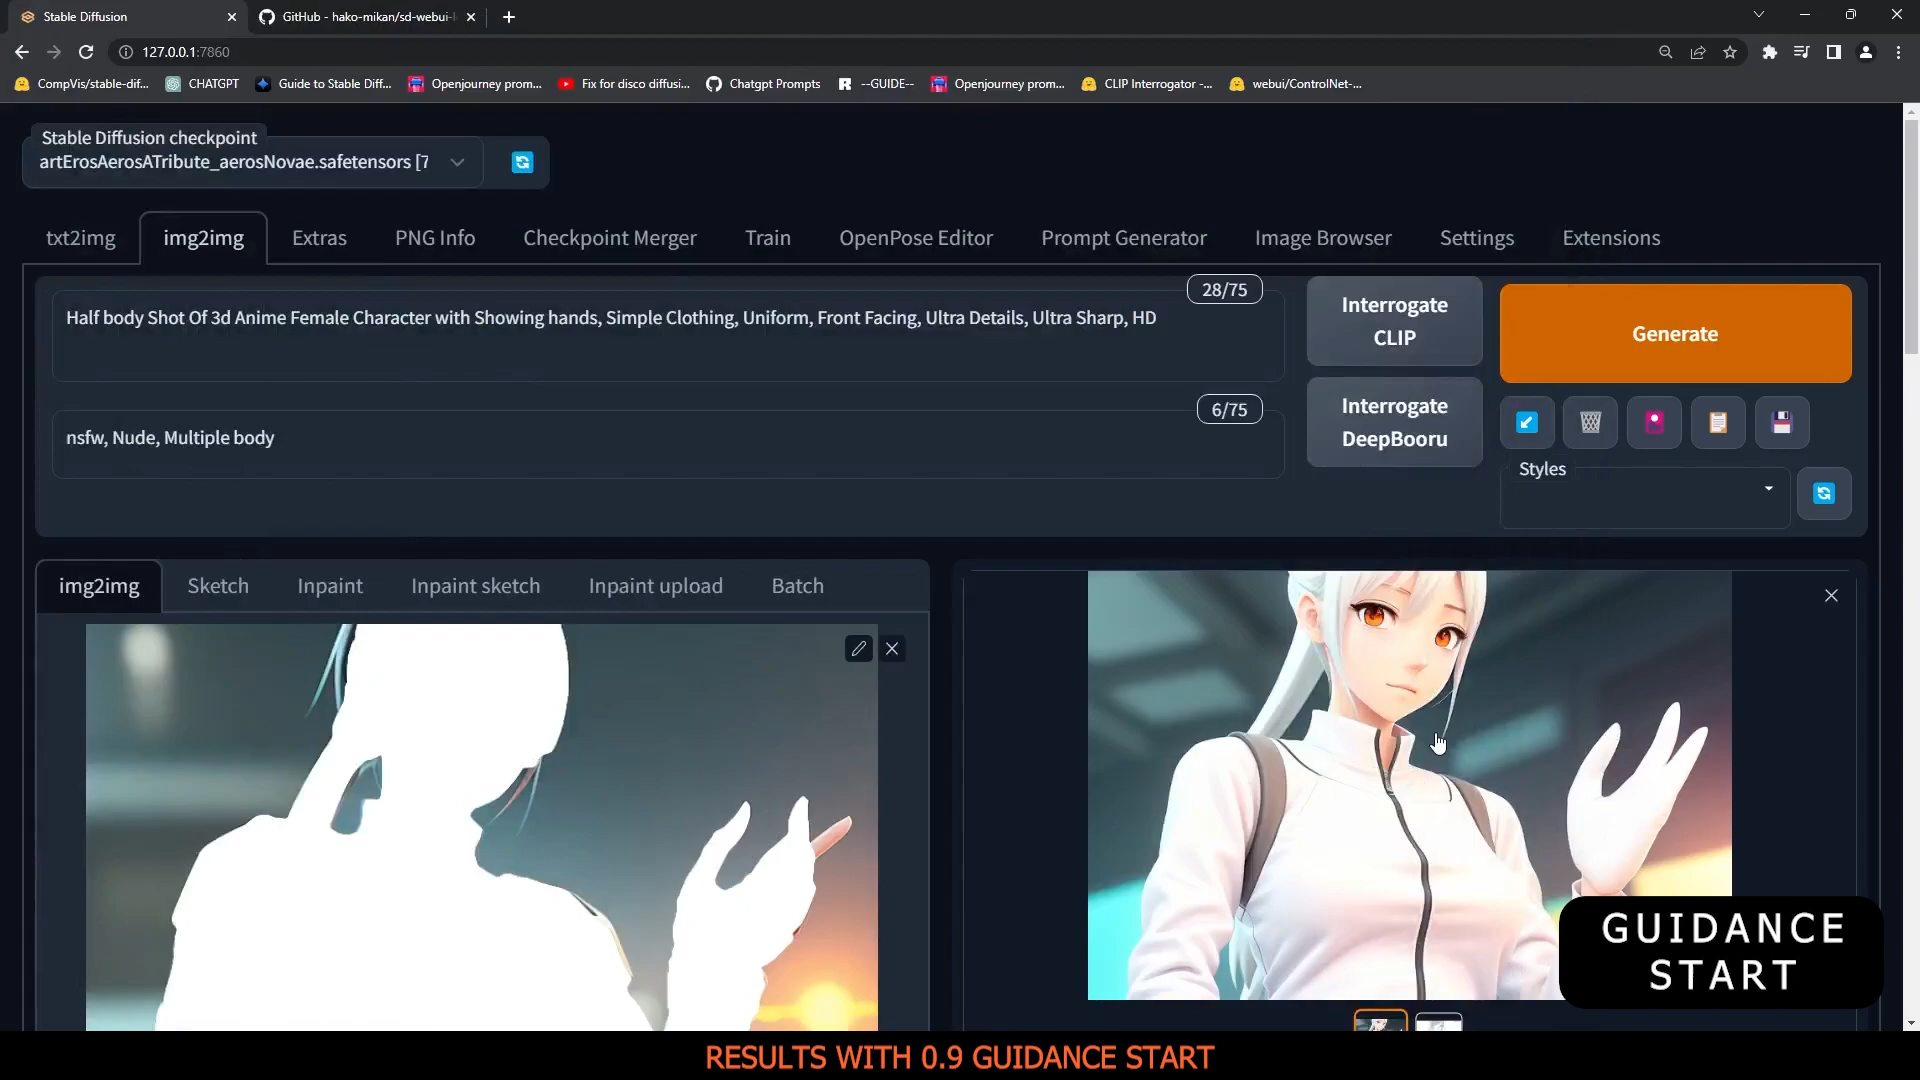 Stable Diffusion
GitHub - hako-mikan/sd-webui-
127.0.0.1:7860
CompVis/stable-dif...
CHATGPT
Guide to Stable Diff...
Openjourney prom...
Fix for disco diffusi...
Chatgpt Prompts
--GUIDE--
Openjourney prom...
CLIP Interrogator -...
webui/ControlNet-...
Stable Diffusion checkpoint
artErosAerosATribute_aerosNovae.safetensors [7
txt2img
img2img
Extras
PNG Info
Checkpoint Merger
Train
OpenPose Editor
Prompt Generator
Image Browser
Settings
Extensions
28/75
Half body Shot Of 3d Anime Female Character with Showing hands, Simple Clothing, Uniform, Front Facing, Ultra Details, Ultra Sharp, HD
6/75
nsfw, Nude, Multiple body
Interrogate
CLIP
Interrogate
DeepBooru
Generate
Styles
img2img
Sketch
Inpaint
Inpaint sketch
Inpaint upload
Batch
GUIDANCE
START
RESULTS WITH 0.9 GUIDANCE START